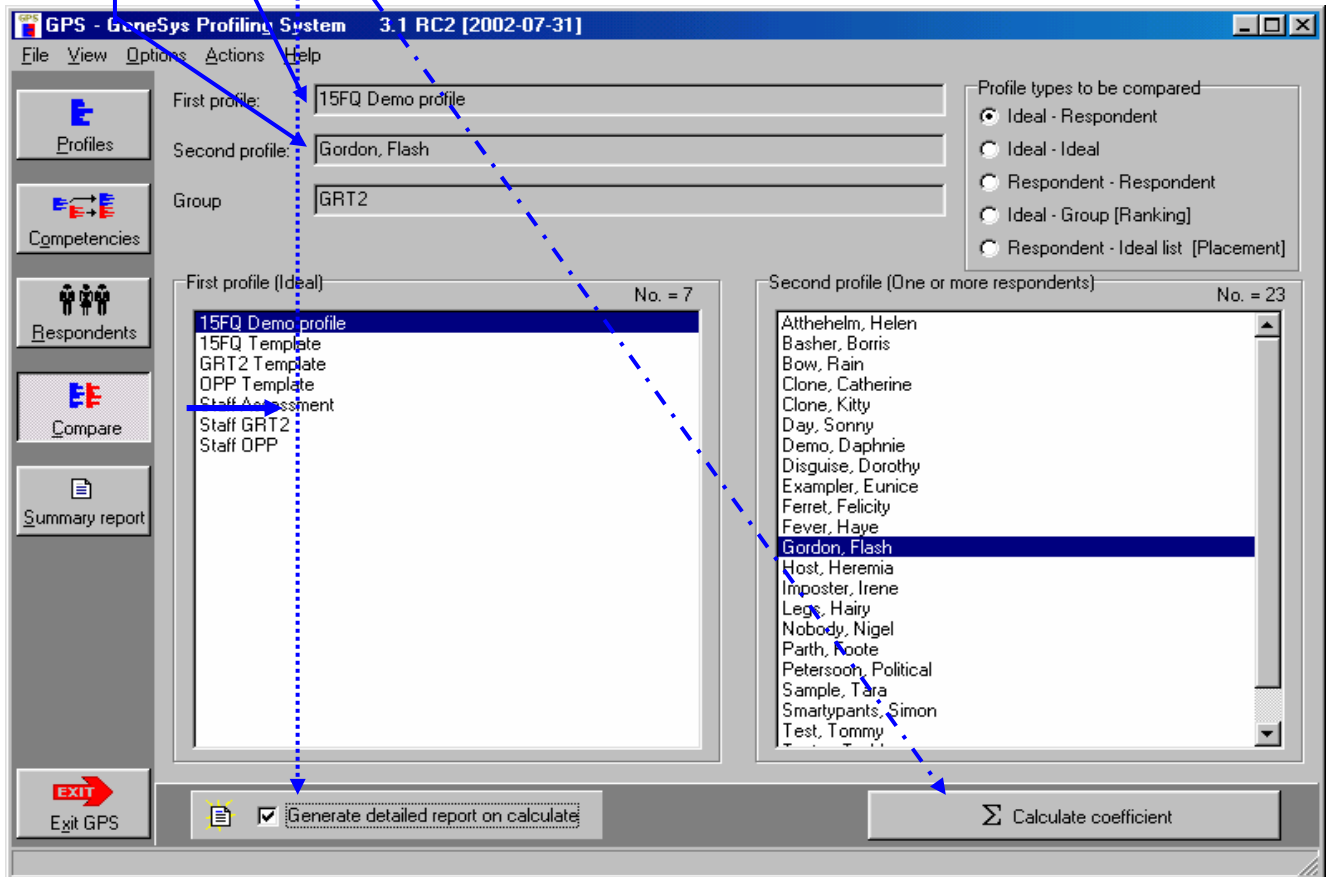 GPS - GeneSys Profiling System 3.1 RC2 [2002-07-31]
File View Options Actions Help
Profiles
Competencies
Respondents
Compare
Summary report
EXIT
Exit GPS
First profile: 15FQ Demo profile
Second profile: Gordon, Flash
Group GRT2
Profile types to be compared
Ideal - Respondent
Ideal - Ideal
Respondent - Respondent
Ideal - Group [Ranking]
Respondent - Ideal list [Placement]
First profile (Ideal) No. = 7
15FQ Demo profile
15FQ Template
GRT2 Template
OPP Template
Staff Assessment
Staff GRT2
Staff OPP
Second profile (One or more respondents) No. = 23
Atthehelm, Helen
Basher, Borris
Bow, Rain
Clone, Catherine
Clone, Kitty
Day, Sonny
Demo, Daphnie
Disguise, Dorothy
Exampler, Eunice
Ferret, Felicity
Fever, Haye
Gordon, Flash
Host, Heremia
Imposter, Irene
Legs, Hairy
Nobody, Nigel
Parth, Foote
Petersooh, Political
Sample, Tara
Smartypants, Simon
Test, Tommy
Generate detailed report on calculate
Σ Calculate coefficient